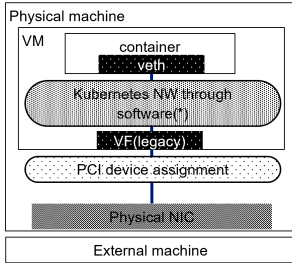 Physical machine
VM
container
veth
Kubernetes NW through
software(*)
VF(legacy)
PCI device assignment
Physical NIC
External machine